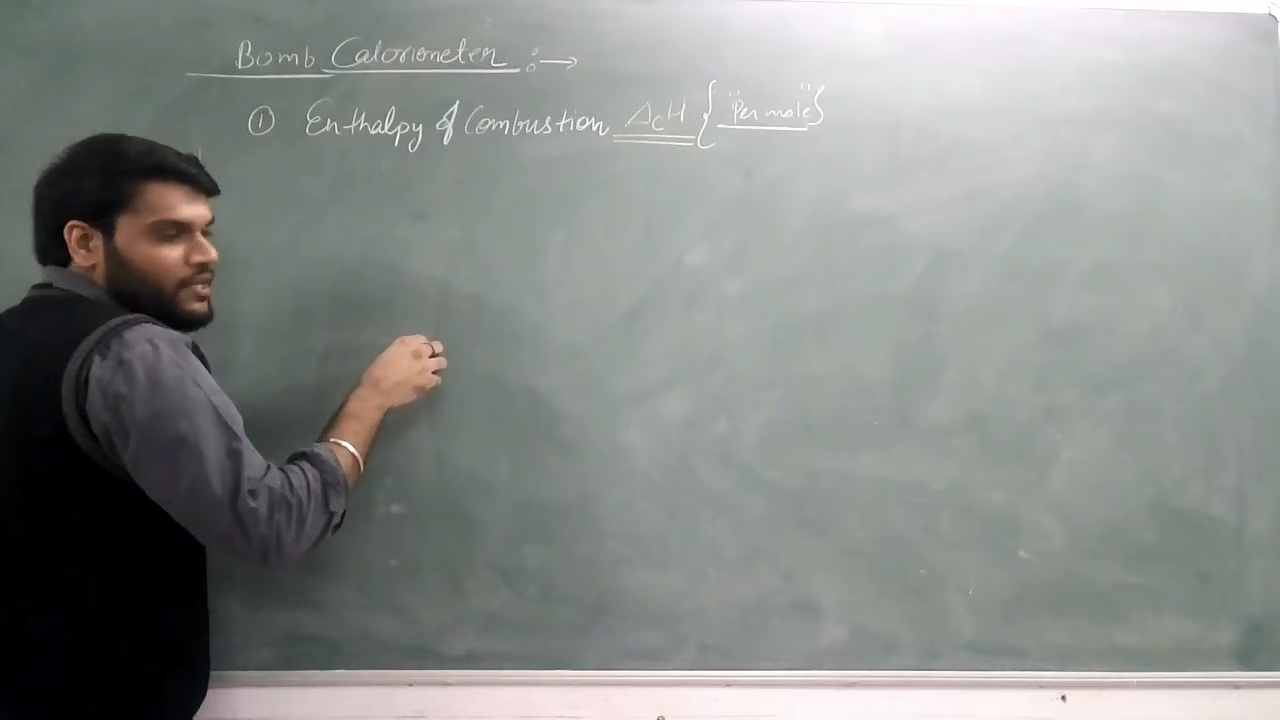 Bomb Calorimeter :→
① Enthalpy of Combustion ΔcH { "Per mole" }